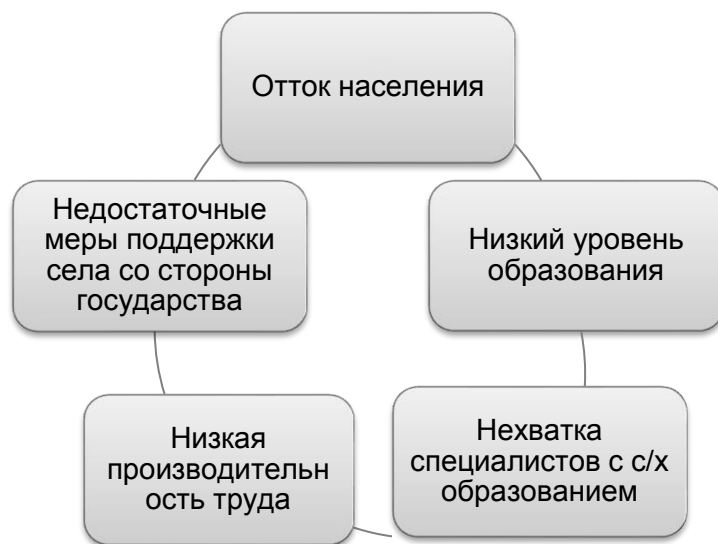 Отток населения
Недостаточные
меры поддержки
села со стороны
государства
Низкий уровень
образования
Низкая
производительн
ость труда
Нехватка
специалистов с с/х
образованием